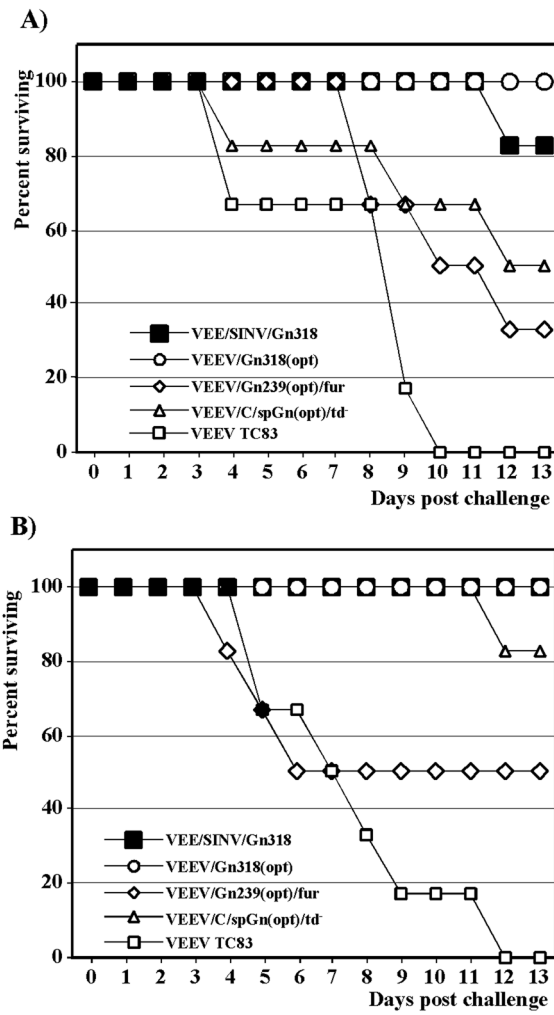 A)
Percent surviving
100
80
60
40
20
0
VEE/SINV/Gn318
VEEV/Gn318(opt)
VEEV/Gn239(opt)/fur
VEEV/C/spGn(opt)/td-
VEEV TC83
0 1 2 3 4 5 6 7 8 9 10 11 12 13
Days post challenge
B)
Percent surviving
100
80
60
40
20
0
VEE/SINV/Gn318
VEEV/Gn318(opt)
VEEV/Gn239(opt)/fur
VEEV/C/spGn(opt)/td-
VEEV TC83
0 1 2 3 4 5 6 7 8 9 10 11 12 13
Days post challenge